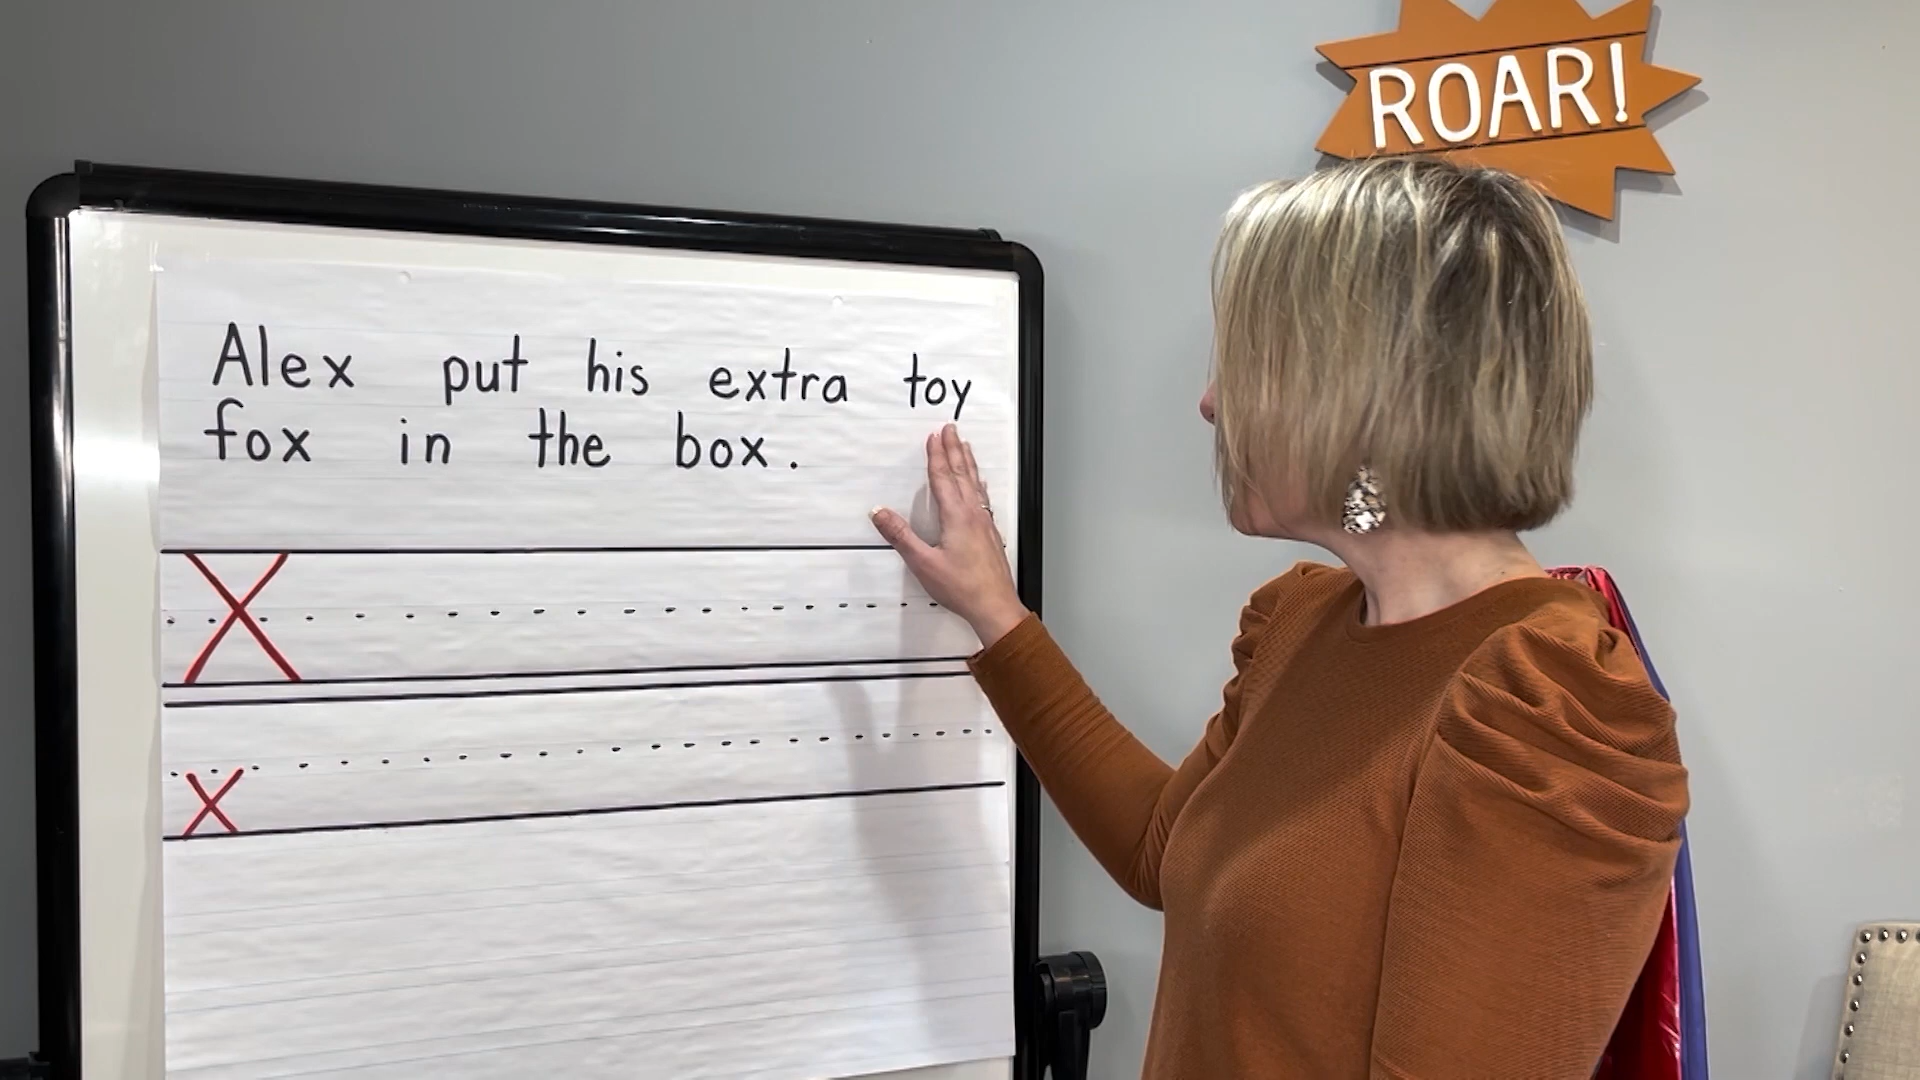 ROAR!
Alex put his extra toy
fox in the box.
X
x